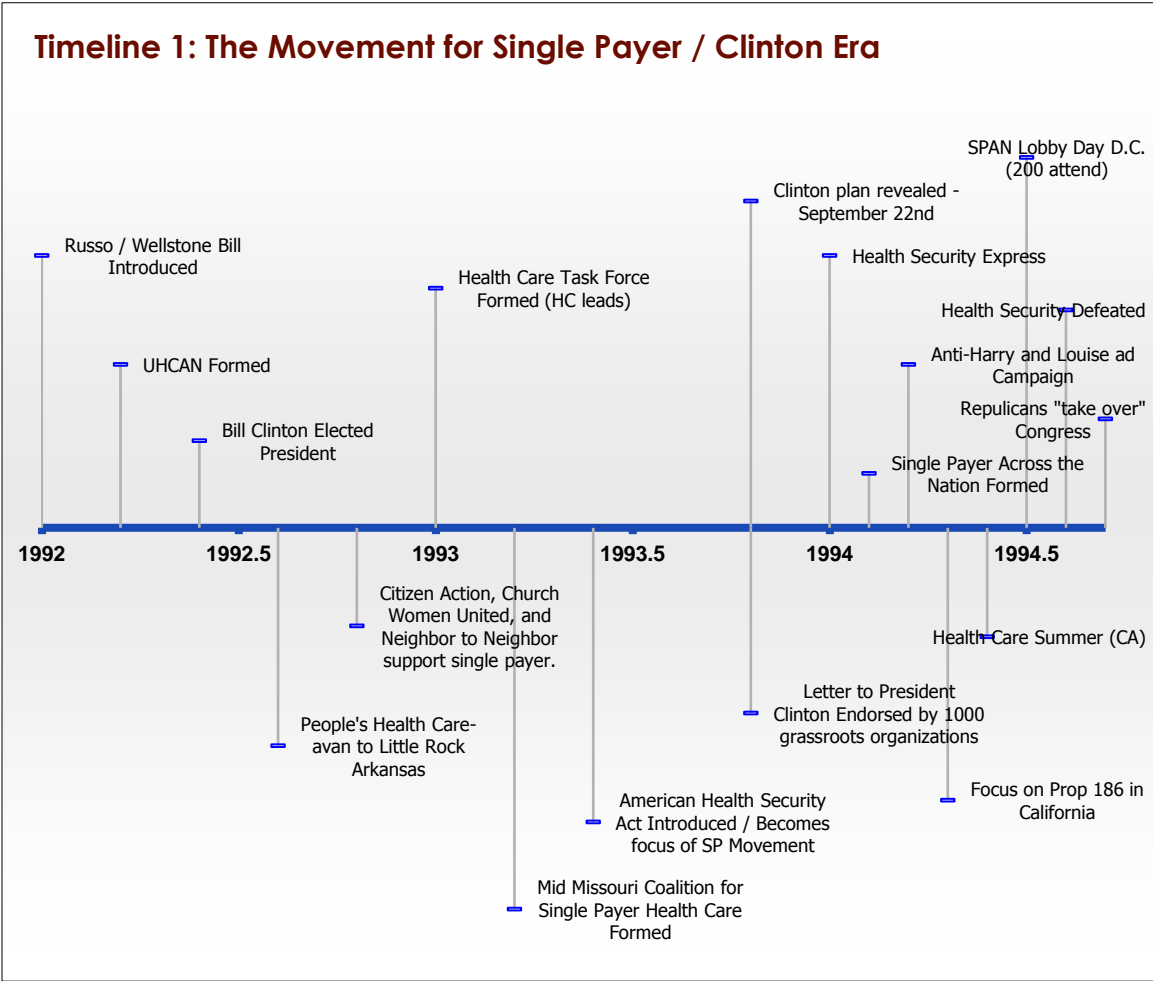 Timeline 1: The Movement for Single Payer / Clinton Era
SPAN Lobby Day D.C.
(200 attend)
Clinton plan revealed -
September 22nd
Russo / Wellstone Bill
Introduced
Health Security Express
Health Care Task Force
Formed (HC leads)
Health Security Defeated
UHCAN Formed
Anti-Harry and Louise ad
Campaign
Repulicans "take over"
Congress
Bill Clinton Elected
President
Single Payer Across the
Nation Formed
1992
1992.5
1993
1993.5
1994
1994.5
Citizen Action, Church
Women United, and
Neighbor to Neighbor
support single payer.
Health Care Summer (CA)
Letter to President
Clinton Endorsed by 1000
grassroots organizations
People's Health Care-
avan to Little Rock
Arkansas
Focus on Prop 186 in
California
American Health Security
Act Introduced / Becomes
focus of SP Movement
Mid Missouri Coalition for
Single Payer Health Care
Formed